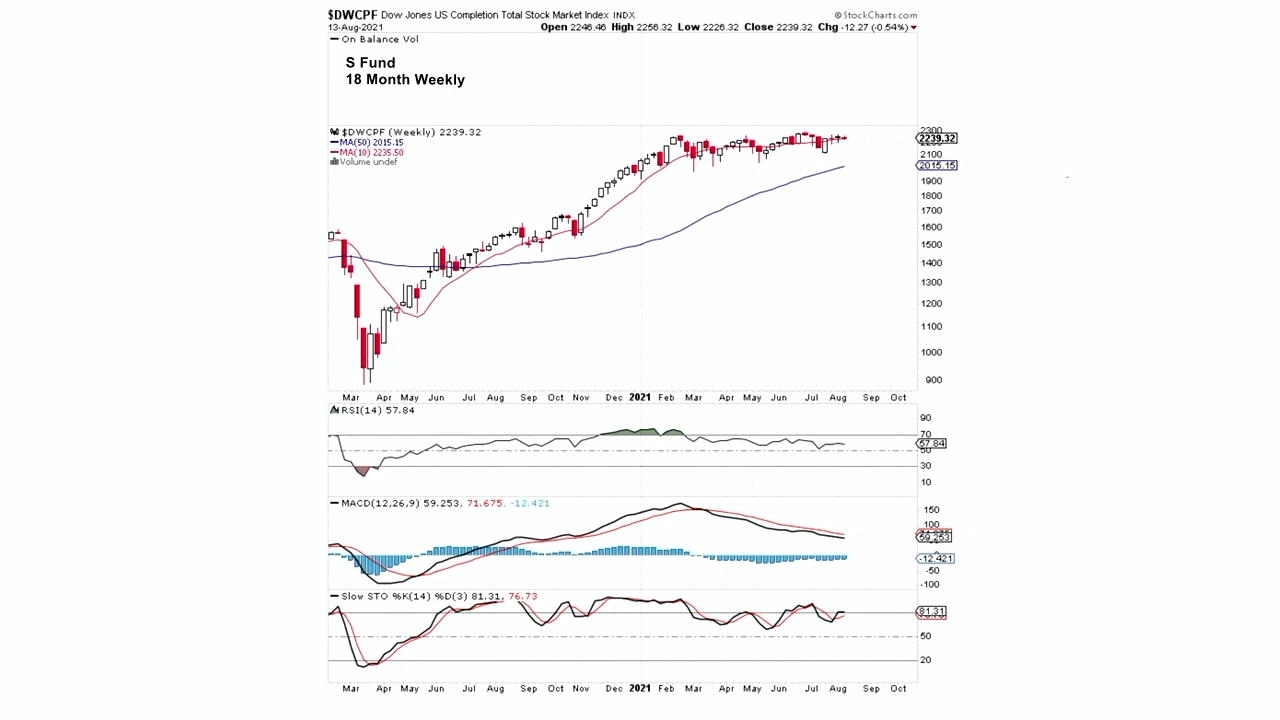 $DWCPF Dow Jones US Completion Total Stock Market Index INDX © StockCharts.com
13-Aug-2021 Open 2246.46 High 2256.32 Low 2226.32 Close 2239.32 Chg -12.27 (-0.54%)
On Balance Vol
S Fund
18 Month Weekly
$DWCPF (Weekly) 2239.32
MA(50) 2015.15
MA(10) 2235.50
Volume undef
2300
2239.32
2100
2015.15
1900
1800
1700
1600
1500
1400
1300
1200
1100
1000
900
Mar Apr May Jun Jul Aug Sep Oct Nov Dec 2021 Feb Mar Apr May Jun Jul Aug Sep Oct
RSI(14) 57.84
90
70
57.84
50
30
10
MACD(12,26,9) 59.253, 71.675, -12.421
150
100
59.253
-12.421
-50
-100
Slow STO %K(14) %D(3) 81.31, 76.73
81.31
50
20
Mar Apr May Jun Jul Aug Sep Oct Nov Dec 2021 Feb Mar Apr May Jun Jul Aug Sep Oct